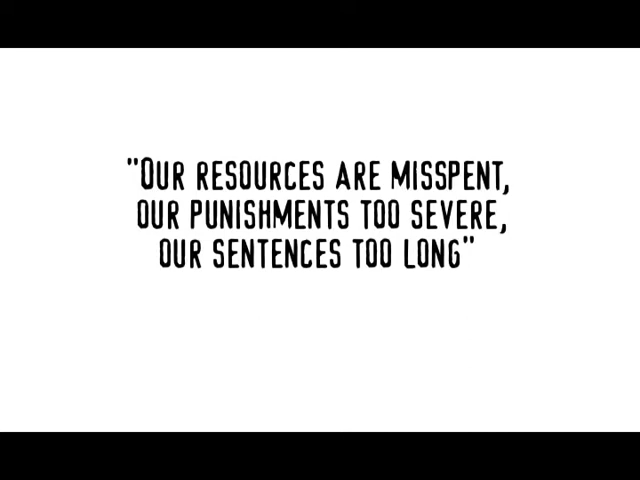 "Our resources are misspent,
our punishments too severe,
our sentences too long"